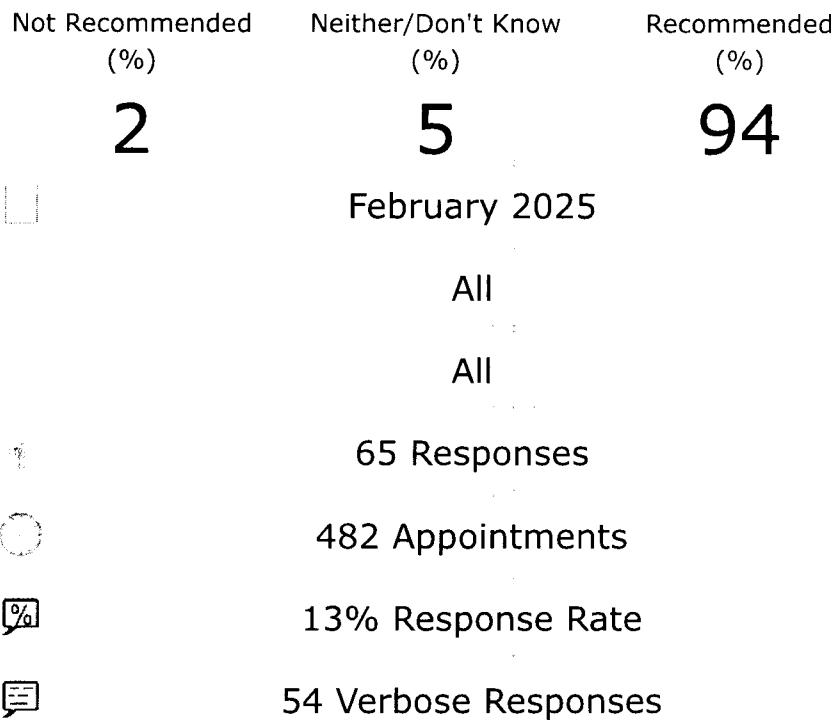 Not Recommended Neither/Don't Know Recommended
(%) (%) (%)
2 5 94
February 2025
All
All
65 Responses
482 Appointments
%
13% Response Rate
54 Verbose Responses